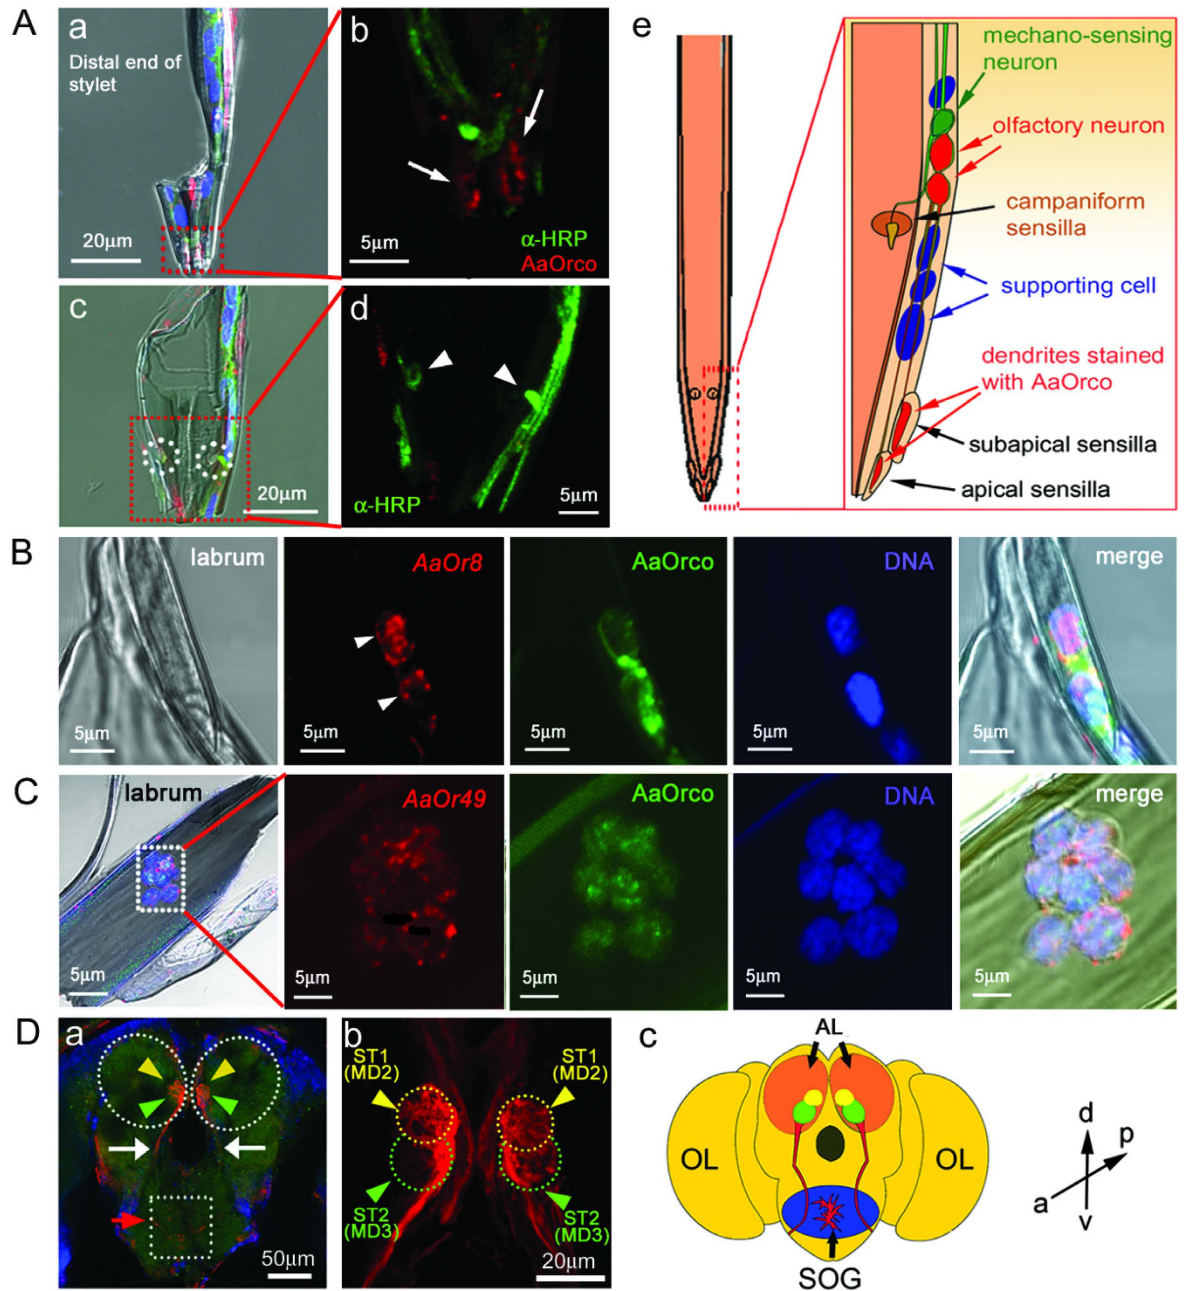 A
a
Distal end of
stylet
20μm
b
5μm
α-HRP
AaOrco
c
20μm
d
α-HRP
5μm
e
mechano-sensing
neuron
olfactory neuron
campaniform
sensilla
supporting cell
dendrites stained
with AaOrco
subapical sensilla
apical sensilla
B
labrum
5μm
AaOr8
5μm
AaOrco
5μm
DNA
5μm
merge
5μm
C
labrum
5μm
AaOr49
5μm
AaOrco
5μm
DNA
5μm
merge
5μm
D
a
50μm
b
ST1
(MD2)
ST1
(MD2)
ST2
(MD3)
ST2
(MD3)
20μm
c
AL
OL
OL
SOG
d
p
a
v